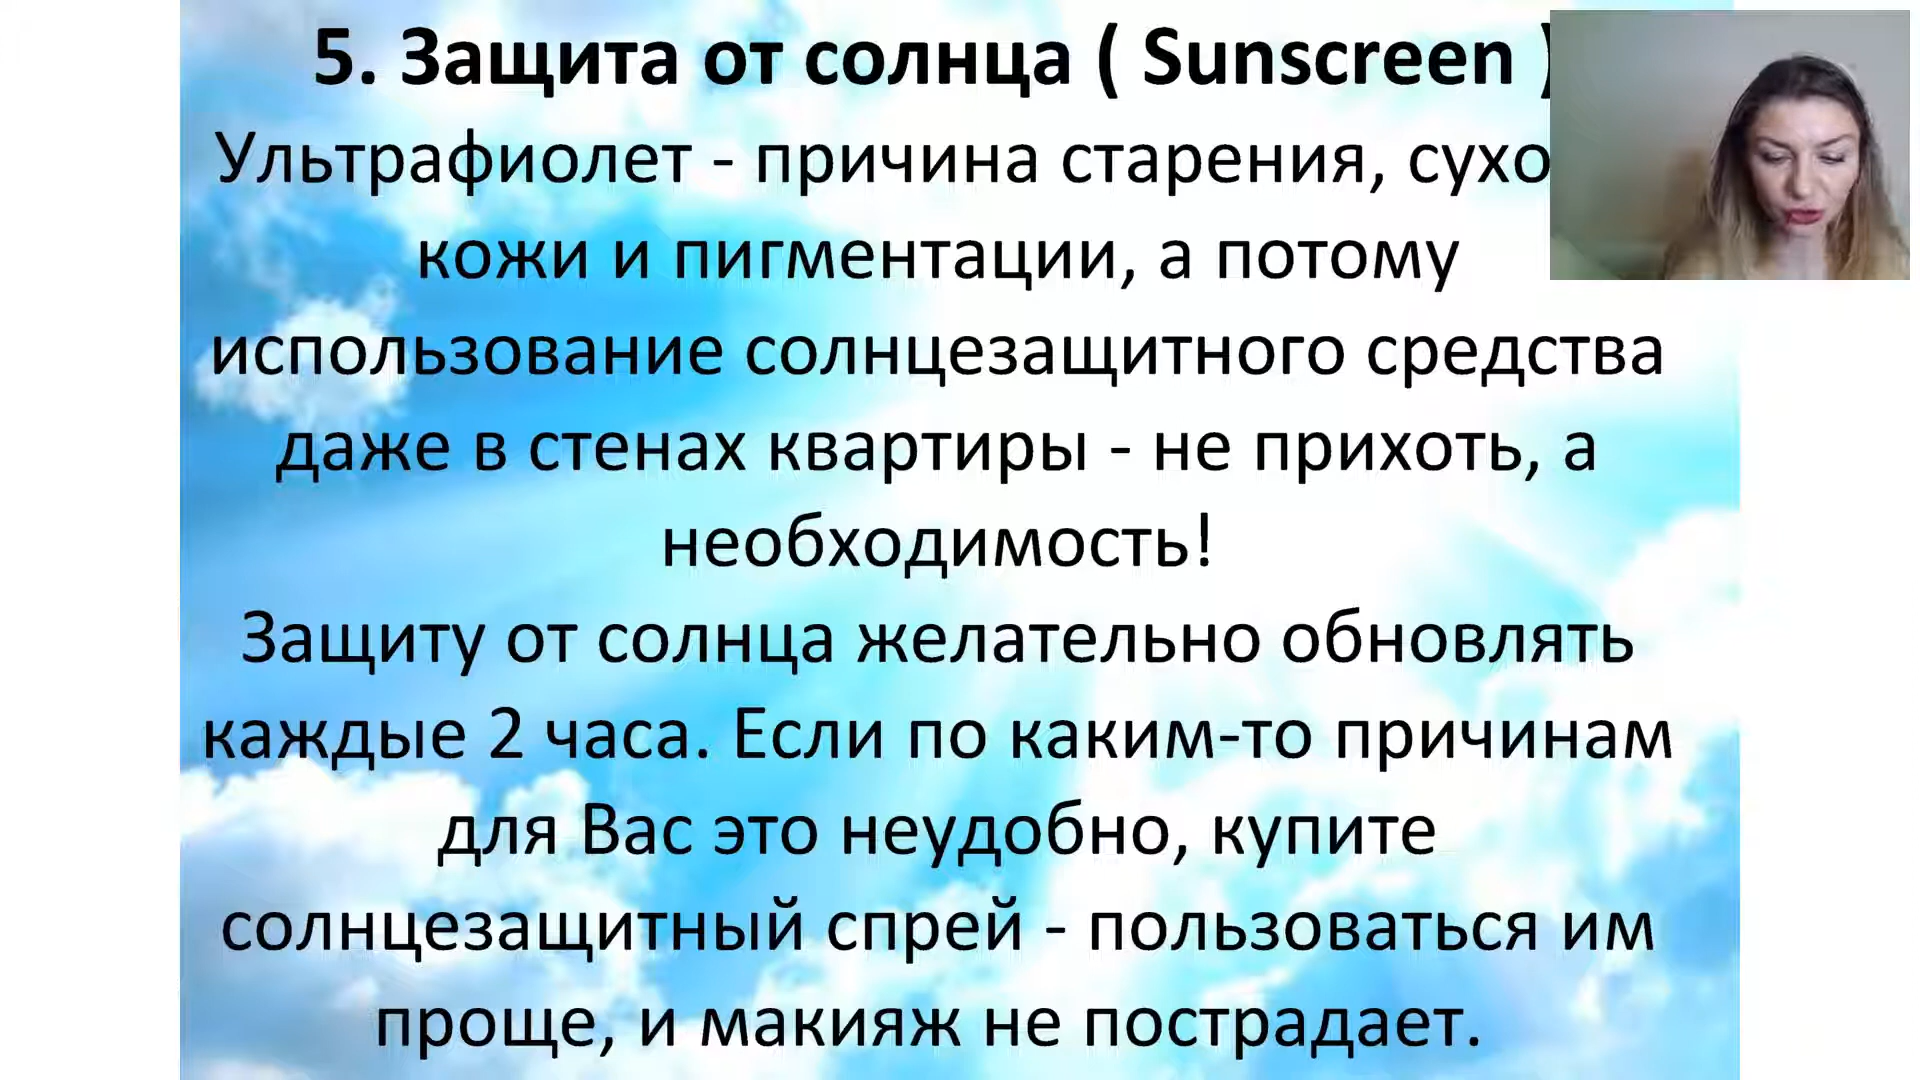 5. Защита от солнца ( Sunscreen )
Ультрафиолет - причина старения,
кожи и пигментации, а потому
использование солнцезащитного средства
даже в стенах квартиры - не прихоть, а
необходимость!
Защиту от солнца желательно обновлять
каждые 2 часа. Если по каким-то причинам
для Вас это неудобно, купите
солнцезащитный спрей - пользоваться им
проще, и макияж не пострадает.